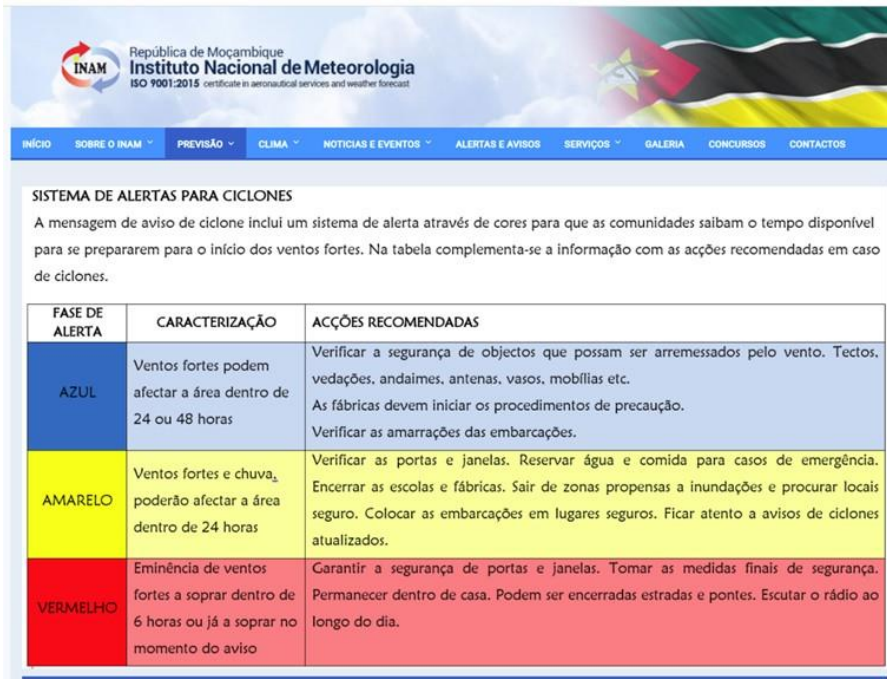 INAM
República de Moçambique
Instituto Nacional de Meteorologia
ISO 9001:2015 certificate in aeronautical services and weather forecast
INÍCIO SOBRE O INAM PREVISÃO CLIMA NOTICIAS E EVENTOS ALERTAS E AVISOS SERVIÇOS GALERIA CONCURSOS CONTACTOS
SISTEMA DE ALERTAS PARA CICLONES
A mensagem de aviso de ciclone inclui um sistema de alerta através de cores para que as comunidades saibam o tempo disponível
para se prepararem para o início dos ventos fortes. Na tabela complementa-se a informação com as acções recomendadas em caso
de ciclones.
FASE DE
ALERTA
CARACTERIZAÇÃO
ACÇÕES RECOMENDADAS
AZUL
Ventos fortes podem
afectar a área dentro de
24 ou 48 horas
Verificar a segurança de objectos que possam ser arremessados pelo vento. Tectos,
vedações, andaimes, antenas, vasos, mobílias etc.
As fábricas devem iniciar os procedimentos de precaução.
Verificar as amarrações das embarcações.
AMARELO
Ventos fortes e chuva,
poderão afectar a área
dentro de 24 horas
Verificar as portas e janelas. Reservar água e comida para casos de emergência.
Encerrar as escolas e fábricas. Sair de zonas propensas a inundações e procurar locais
seguro. Colocar as embarcações em lugares seguros. Ficar atento a avisos de ciclones
atualizados.
VERMELHO
Eminência de ventos
fortes a soprar dentro de
6 horas ou já a soprar no
momento do aviso
Garantir a segurança de portas e janelas. Tomar as medidas finais de segurança.
Permanecer dentro de casa. Podem ser encerradas estradas e pontes. Escutar o rádio ao
longo do dia.